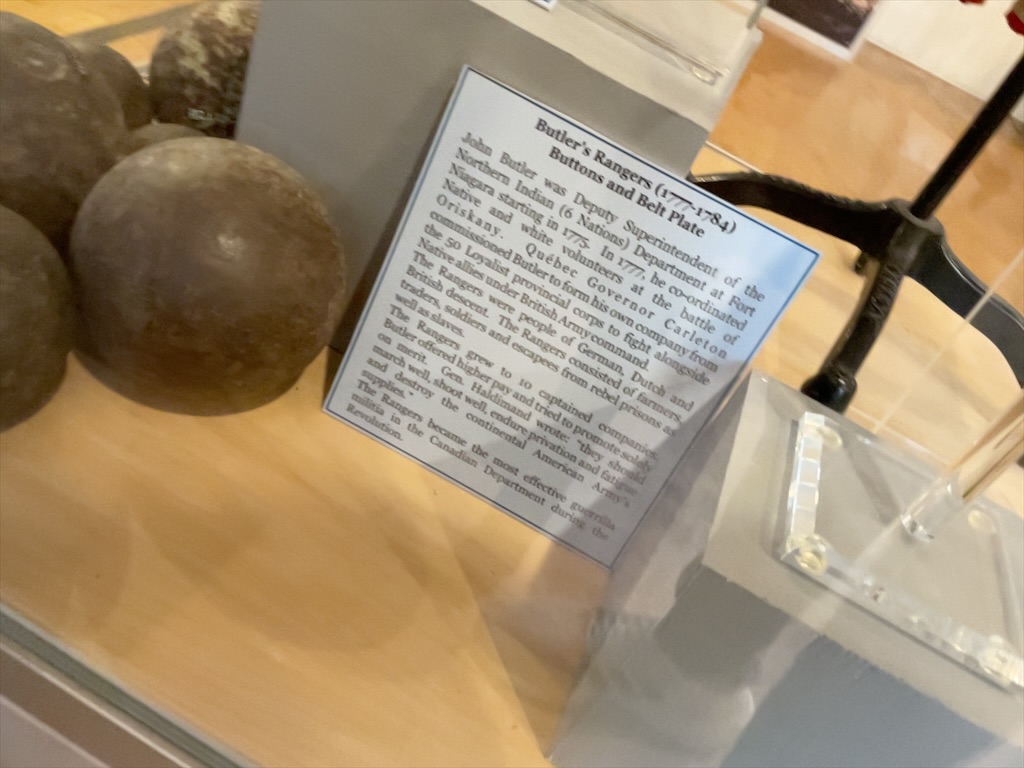 Butler's Rangers (1777-1784)
Buttons and Belt Plate
John Butler was Deputy Superintendent of the
Northern Indian (6 Nations) Department at Fort
Niagara starting in 1775. In 1777, he co-ordinated
Native and white volunteers at the battle of
Oriskany. Québec Governor Carleton
commissioned Butler to form his own company from
the 50 Loyalist provincial corps to fight alongside
Native allies under British Army command.
The Rangers were people of German, Dutch and
British descent. The Rangers consisted of farmers,
traders, soldiers and escapees from rebel prisons as
well as slaves.
The Rangers grew to 10 captained companies.
Butler offered higher pay and tried to promote solely
on merit. Gen. Haldimand wrote: "they should
march well, shoot well, endure privation and fatigue
and destroy the continental America Army's
supplies."
The Rangers became the most effective guerrilla
militia in the Canadian Department during the
Revolution.